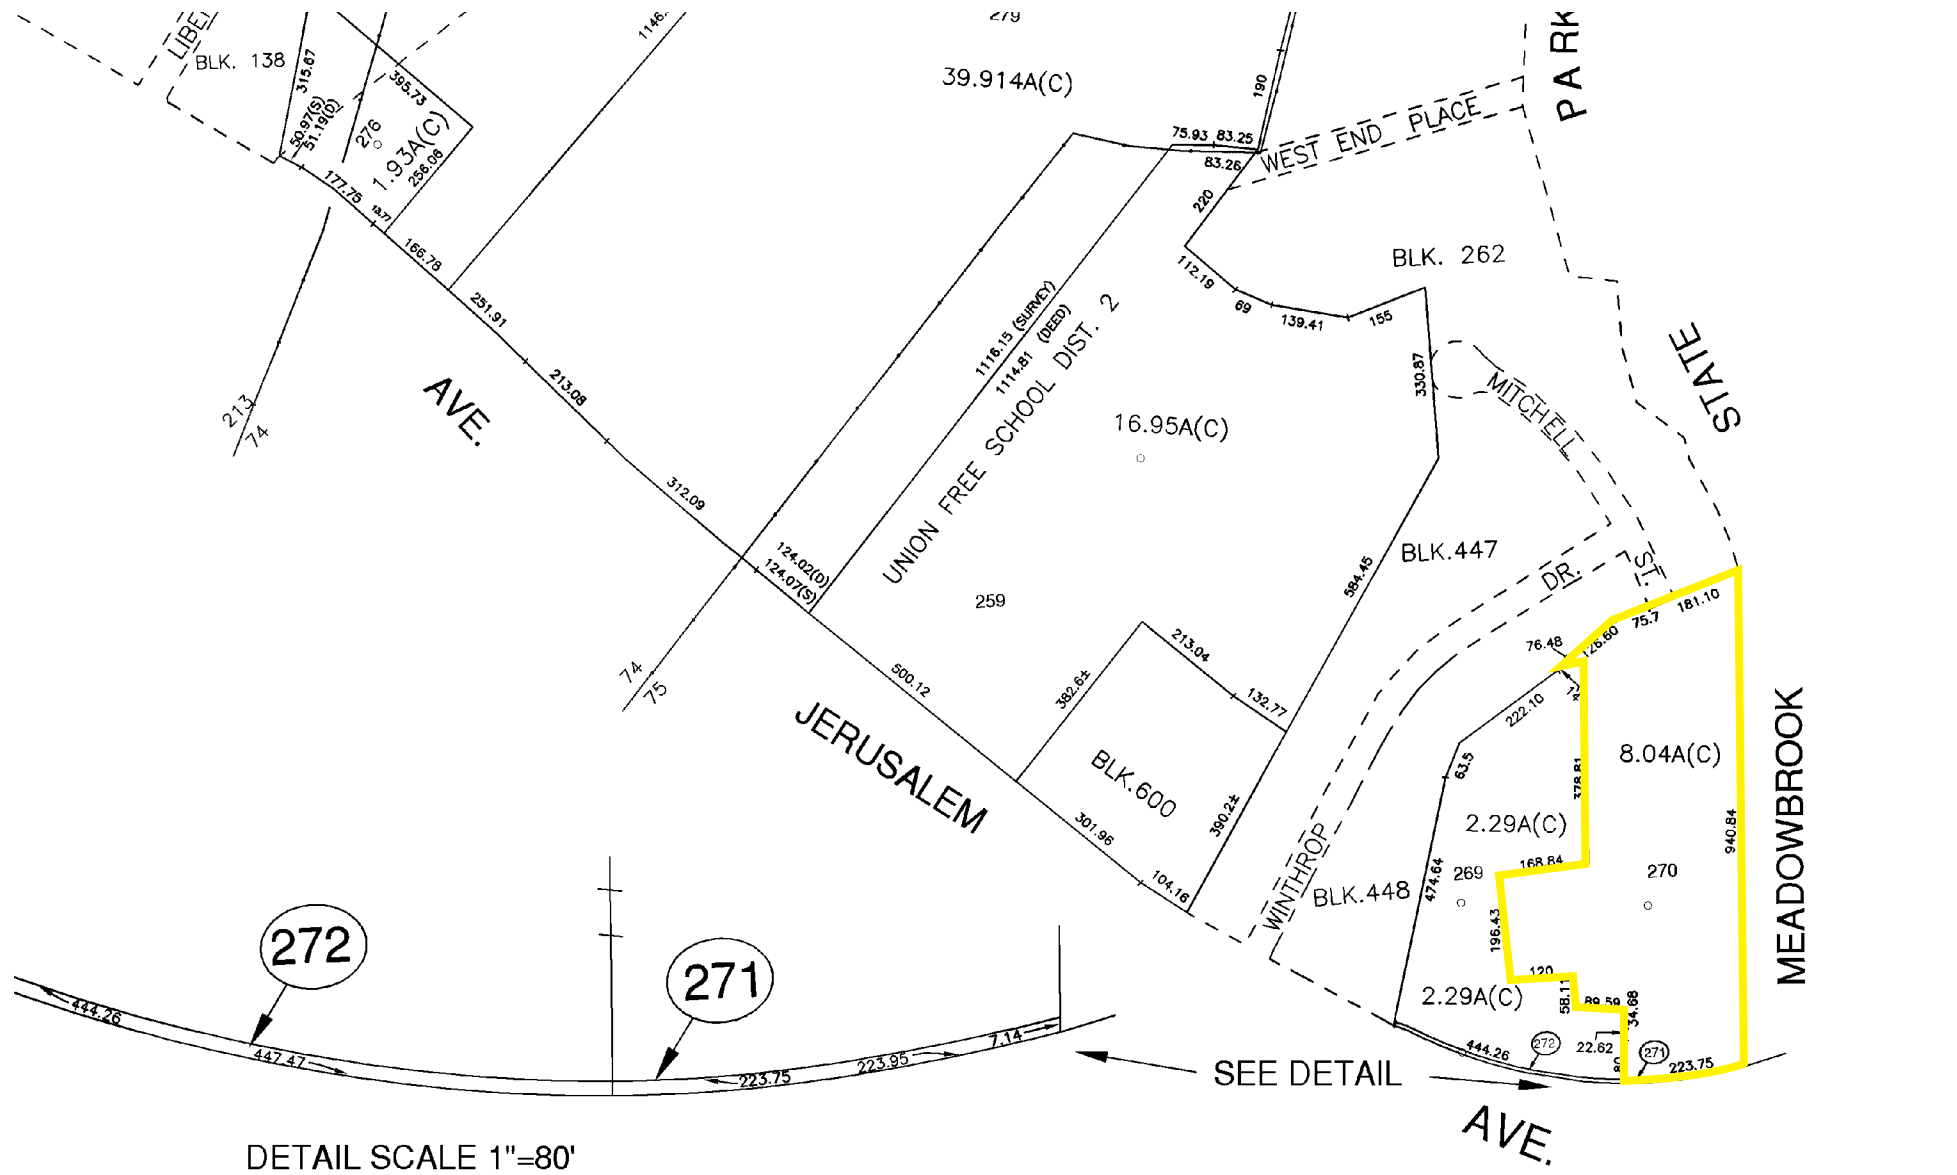 BLK. 138
315.67
50.97(S)
51.19(D)
395.73
276
1.93A(C)
256.06
177.75
13.77
166.78
251.91
213.08
312.09
213
74
AVE.
279
39.914A(C)
190
75.93
83.25
83.26
WEST END PLACE
PARK
220
112.19
69
139.41
155
BLK. 262
330.87
MITCHELL
ST.
STATE
1116.15 (SURVEY)
1114.81 (DEED)
UNION FREE SCHOOL DIST. 2
16.95A(C)
259
124.02(D)
124.07(S)
74
75
500.12
382.6±
213.04
132.77
BLK.600
584.45
390.2±
301.96
104.16
JERUSALEM
BLK.447
WINTHROP
DR.
BLK.448
76.48
126.60
75.7
181.10
222.10
63.5
378.81
8.04A(C)
2.29A(C)
168.84
269
270
474.64
196.43
940.84
MEADOWBROOK
2.29A(C)
120
58.11
89.59
34.68
22.62
272
271
444.26
223.75
272
271
444.26
447.47
223.75
223.95
7.14
SEE DETAIL
AVE.
DETAIL SCALE 1"=80'